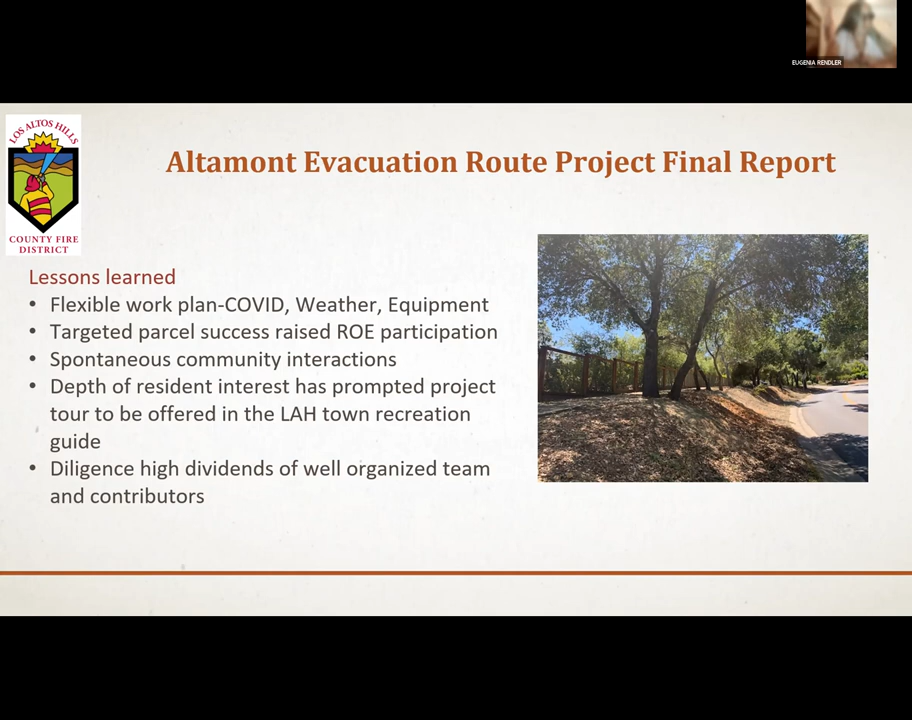 EUGENIA RENDLER
LOS ALTOS HILLS
COUNTY FIRE
DISTRICT
Altamont Evacuation Route Project Final Report
Lessons learned
• Flexible work plan-COVID, Weather, Equipment
• Targeted parcel success raised ROE participation
• Spontaneous community interactions
• Depth of resident interest has prompted project
tour to be offered in the LAH town recreation
guide
• Diligence high dividends of well organized team
and contributors